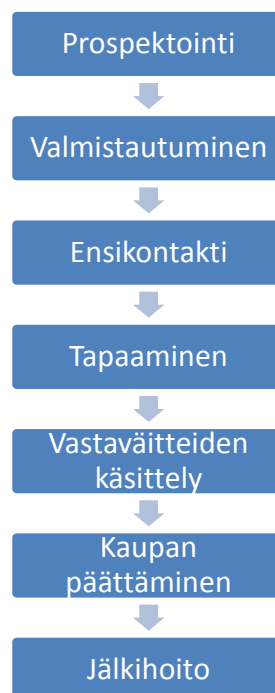 Prospektointi
Valmistautuminen
Ensikontakti
Tapaaminen
Vastaväitteiden
käsittely
Kaupan
päättäminen
Jälkihoito